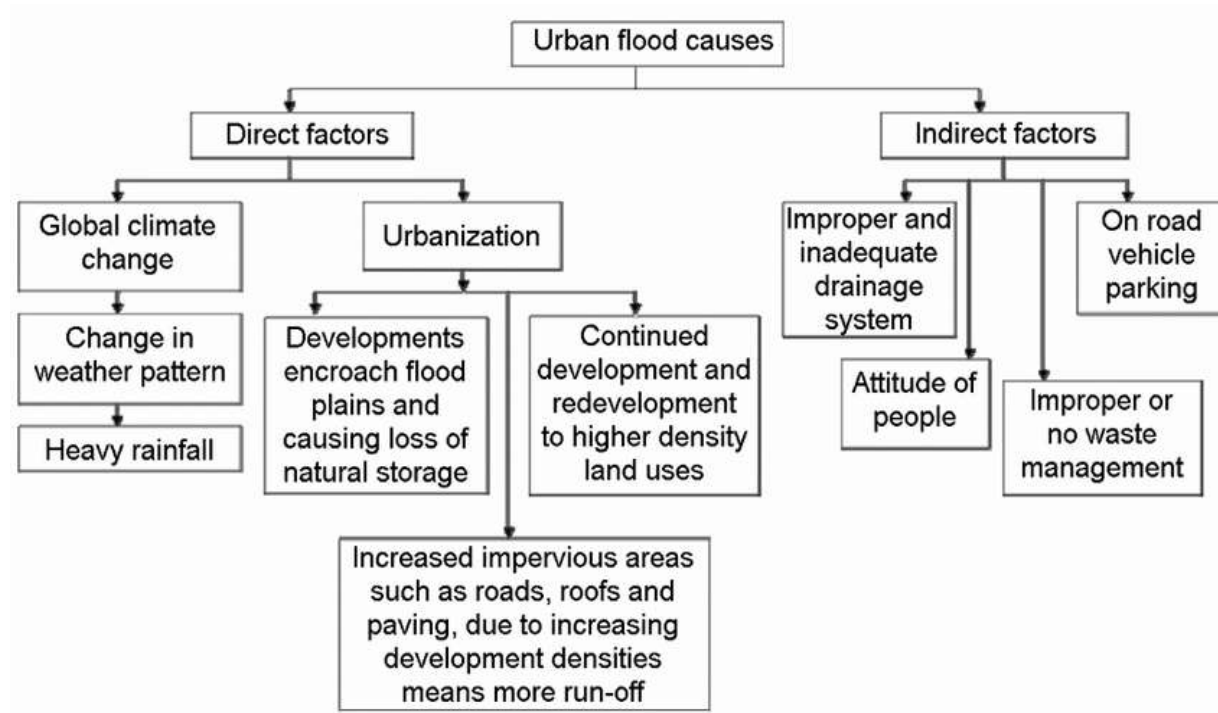 Urban flood causes
Direct factors
Indirect factors
Global climate
change
Urbanization
Improper and
inadequate
drainage
system
On road
vehicle
parking
Change in
weather pattern
Developments
encroach flood
plains and
causing loss of
natural storage
Continued
development and
redevelopment
to higher density
land uses
Attitude of
people
Improper or
no waste
management
Heavy rainfall
Increased impervious areas
such as roads, roofs and
paving, due to increasing
development densities
means more run-off